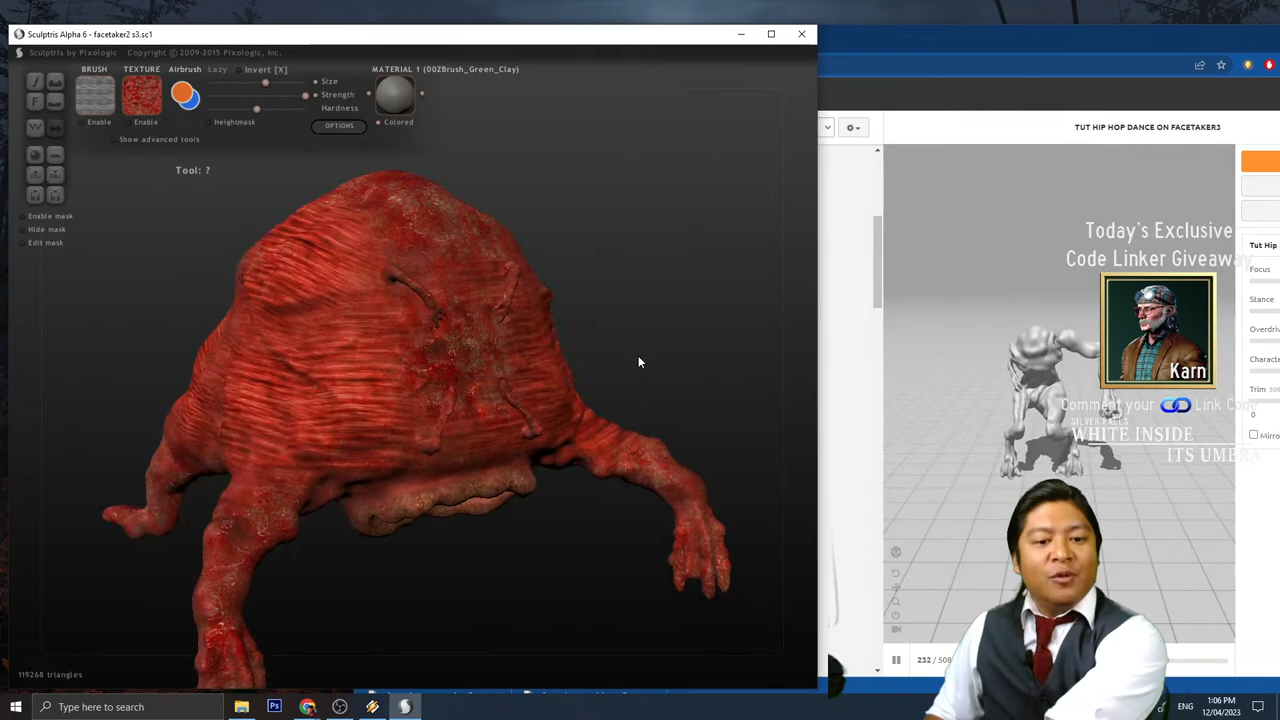 Sculptris Alpha 6 - facetaker2 s3.sc1
Sculptris by Pixologic Copyright © 2009-2015 Pixologic, Inc.
BRUSH TEXTURE Airbrush Lazy Invert [X]
MATERIAL 1 (00ZBrush_Green_Clay)
Size
Strength
Hardness
Enable Enable Heightmask OPTIONS Colored
Show advanced tools
Tool: ?
Enable mask
Hide mask
Edit mask
119268 triangles
TUT HIP HOP DANCE ON FACETAKER3
Today's Exclusive
Code Linker Giveaway
Karn
Comment your Link Code
SILVER FALLS
WHITE INSIDE
ITS UMBRA
Tut Hip
Focus
Stance
Overdriv
Characte
Trim 508
0
Mirro
232 / 508
Type here to search
ENG
1:06 PM
12/04/2023